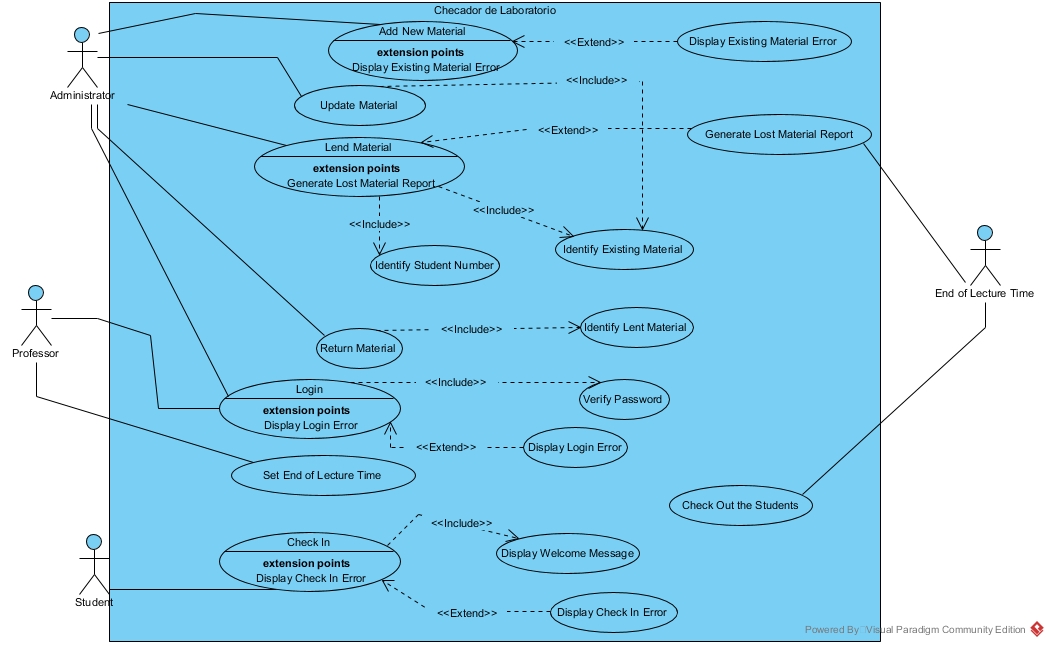 Checador de Laboratorio
Add New Material
extension points
Display Existing Material Error
<<Extend>>
Display Existing Material Error
<<Include>>
Administrator
Update Material
<<Extend>>
Generate Lost Material Report
Lend Material
extension points
Generate Lost Material Report
<<Include>>
<<Include>>
Identify Existing Material
Identify Student Number
End of Lecture Time
<<Include>>
Identify Lent Material
Return Material
Professor
<<Include>>
Login
extension points
Display Login Error
Verify Password
<<Extend>>
Display Login Error
Set End of Lecture Time
Check Out the Students
<<Include>>
Check In
extension points
Display Check In Error
Display Welcome Message
Student
<<Extend>>
Display Check In Error
Powered By Visual Paradigm Community Edition